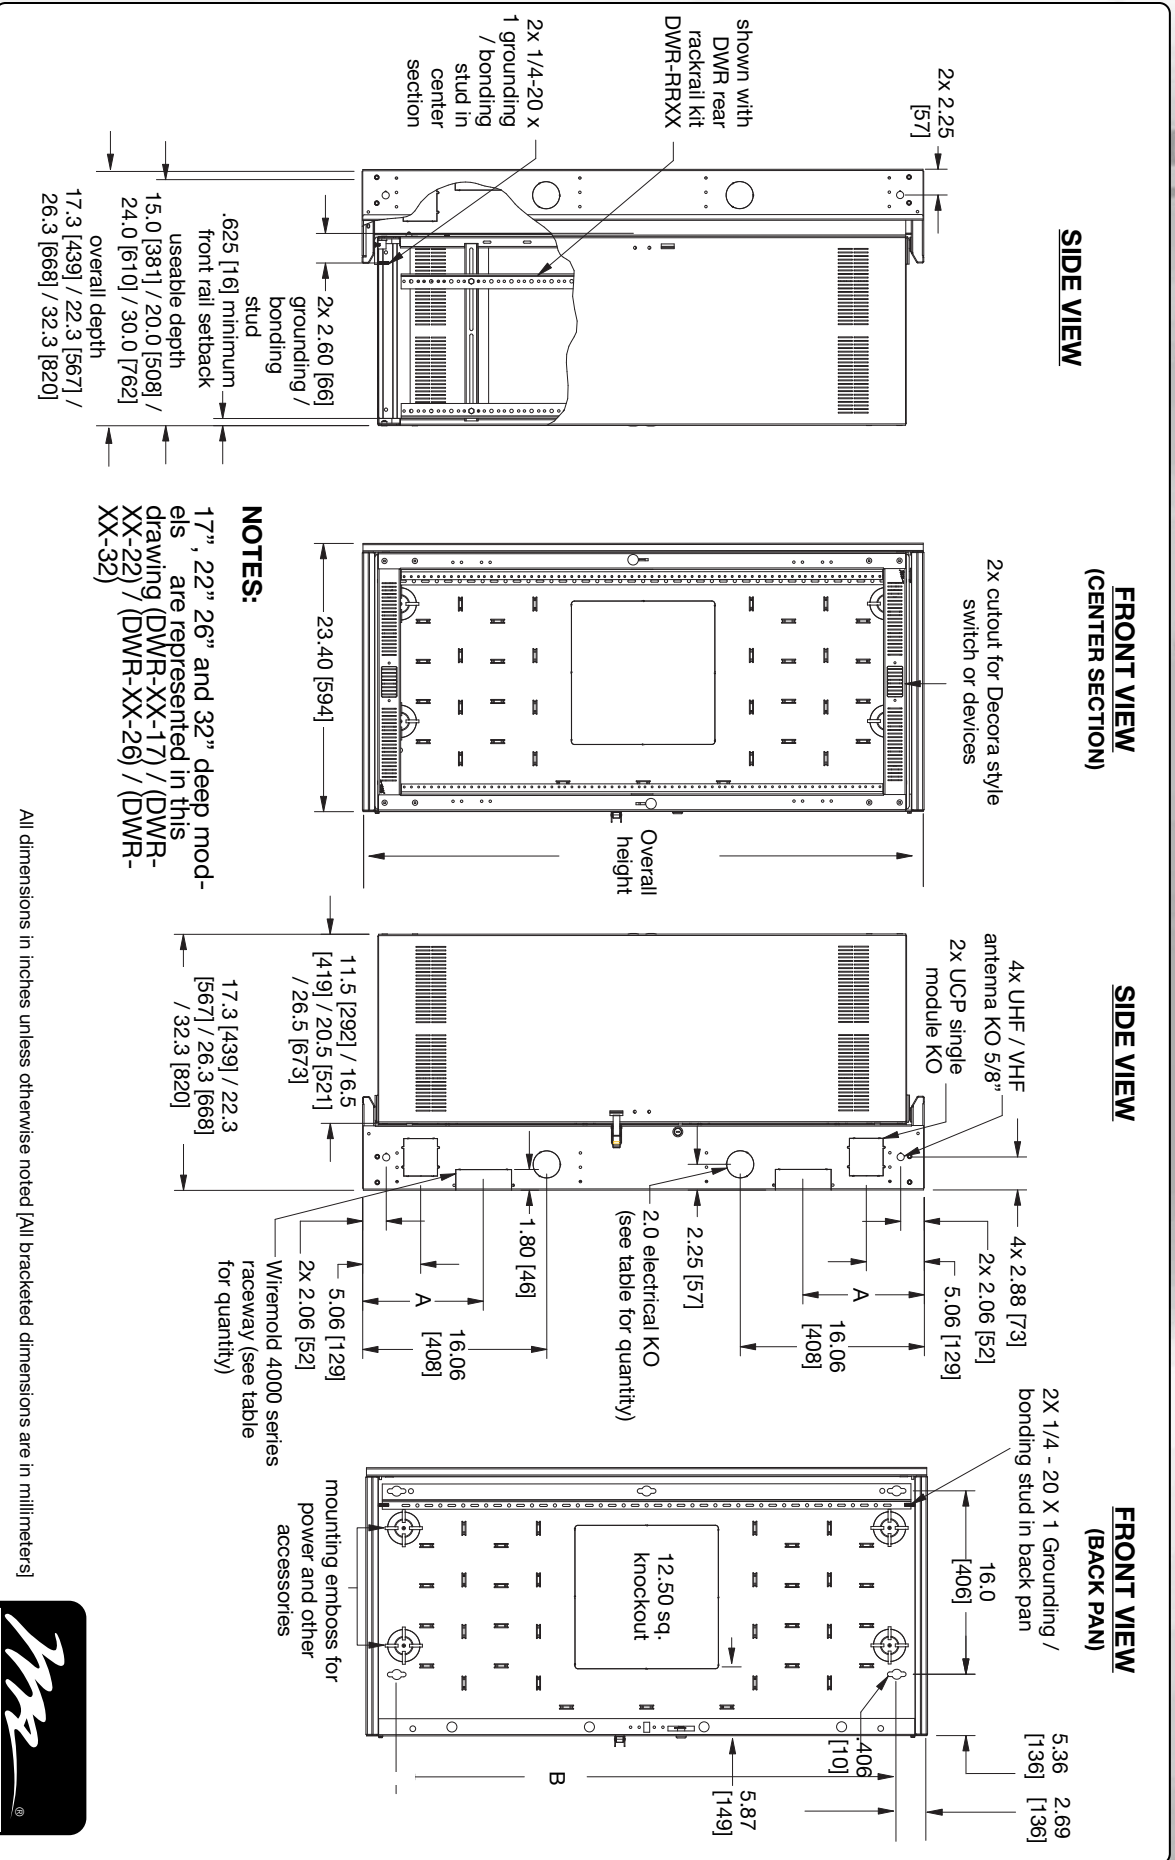 SIDE VIEW
2x 2.25
[57]
shown with
DWR rear
rackrail kit
DWR-RRXX
2x 1/4-20 x
1 grounding
/ bonding
stud in
center
section
2x 2.60 [66]
grounding /
bonding
stud
.625 [16] minimum
front rail setback
useable depth
15.0 [381] / 20.0 [508] /
24.0 [610] / 30.0 [762]
overall depth
17.3 [439] / 22.3 [567] /
26.3 [668] / 32.3 [820]
FRONT VIEW
(CENTER SECTION)
2x cutout for Decora style
switch or devices
23.40 [594]
Overall
height
NOTES:
17”, 22” 26” and 32” deep mod-
els are represented in this
drawing (DWR-XX-17) / (DWR-
XX-22) / (DWR-XX-26) / (DWR-
XX-32)
SIDE VIEW
4x UHF / VHF
antenna KO 5/8”
2x UCP single
module KO
4x 2.88 [73]
2x 2.06 [52]
5.06 [129]
A
16.06
[408]
2.25 [57]
2.0 electrical KO
(see table for quantity)
1.80 [46]
16.06
[408]
A
5.06 [129]
2x 2.06 [52]
Wiremold 4000 series
raceway (see table
for quantity)
11.5 [292] / 16.5
[419] / 20.5 [521]
/ 26.5 [673]
17.3 [439] / 22.3
[567] / 26.3 [668]
/ 32.3 [820]
FRONT VIEW
(BACK PAN)
2X 1/4 - 20 X 1 Grounding /
bonding stud in back pan
16.0
[406]
5.36
[136]
2.69
[136]
.406
[10]
12.50 sq.
knockout
B
5.87
[149]
mounting emboss for
power and other
accessories
All dimensions in inches unless otherwise noted [All bracketed dimensions are in millimeters]
®